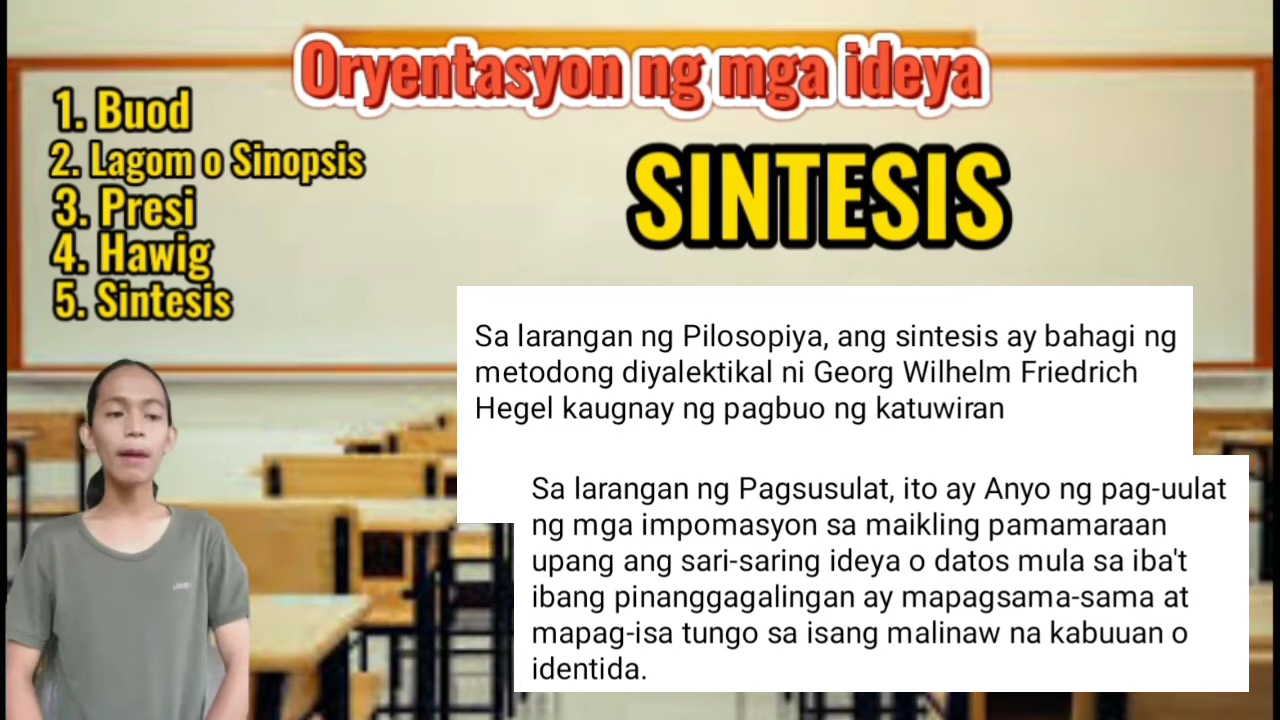 Oryentasyon ng mga ideya
1. Buod
2. Lagom o Sinopsis
3. Presi
4. Hawig
5. Sintesis
SINTESIS
Sa larangan ng Pilosopiya, ang sintesis ay bahagi ng
metodong diyalektikal ni Georg Wilhelm Friedrich
Hegel kaugnay ng pagbuo ng katuwiran
Sa larangan ng Pagsusulat, ito ay Anyo ng pag-uulat
ng mga impomasyon sa maikling pamamaraan
upang ang sari-saring ideya o datos mula sa iba't
ibang pinanggagalingan ay mapagsama-sama at
mapag-isa tungo sa isang malinaw na kabuuan o
identida.